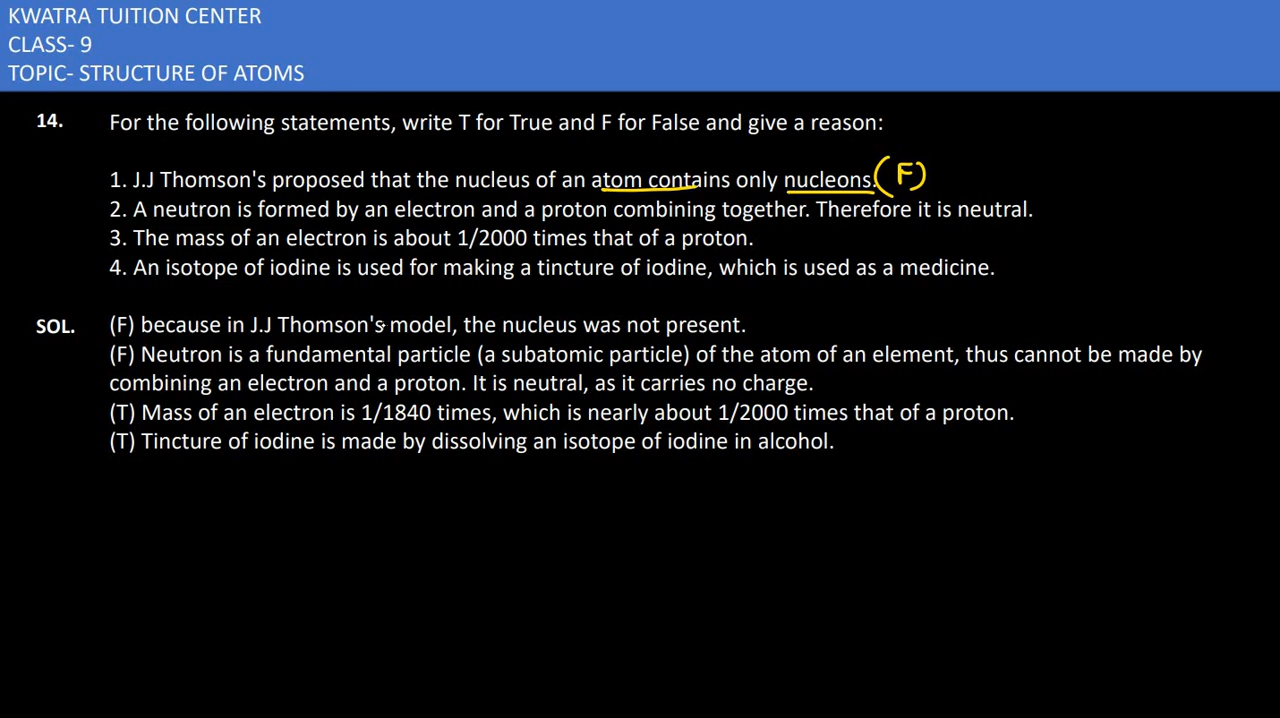 KWATRA TUITION CENTER
CLASS- 9
TOPIC- STRUCTURE OF ATOMS
14. For the following statements, write T for True and F for False and give a reason:
1. J.J Thomson's proposed that the nucleus of an atom contains only nucleons. (F)
2. A neutron is formed by an electron and a proton combining together. Therefore it is neutral.
3. The mass of an electron is about 1/2000 times that of a proton.
4. An isotope of iodine is used for making a tincture of iodine, which is used as a medicine.
SOL. (F) because in J.J Thomson's model, the nucleus was not present.
(F) Neutron is a fundamental particle (a subatomic particle) of the atom of an element, thus cannot be made by
combining an electron and a proton. It is neutral, as it carries no charge.
(T) Mass of an electron is 1/1840 times, which is nearly about 1/2000 times that of a proton.
(T) Tincture of iodine is made by dissolving an isotope of iodine in alcohol.